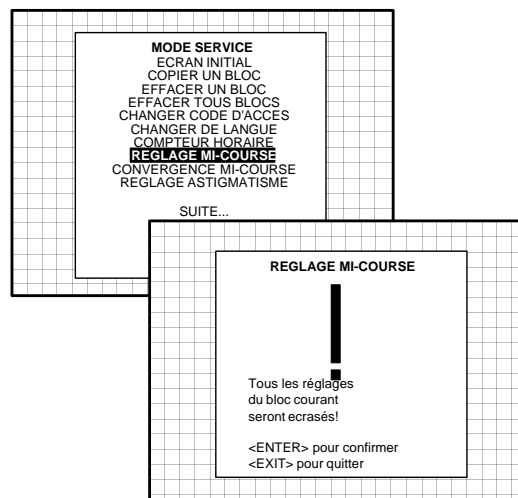 MODE SERVICE
ECRAN INITIAL
COPIER UN BLOC
EFFACER UN BLOC
EFFACER TOUS BLOCS
CHANGER CODE D'ACCES
CHANGER DE LANGUE
COMPTEUR HORAIRE
REGLAGE MI-COURSE
CONVERGENCE MI-COURSE
REGLAGE ASTIGMATISME
SUITE...
REGLAGE MI-COURSE
!
Tous les réglages
du bloc courant
seront ecrasés!
<ENTER> pour confirmer
<EXIT> pour quitter